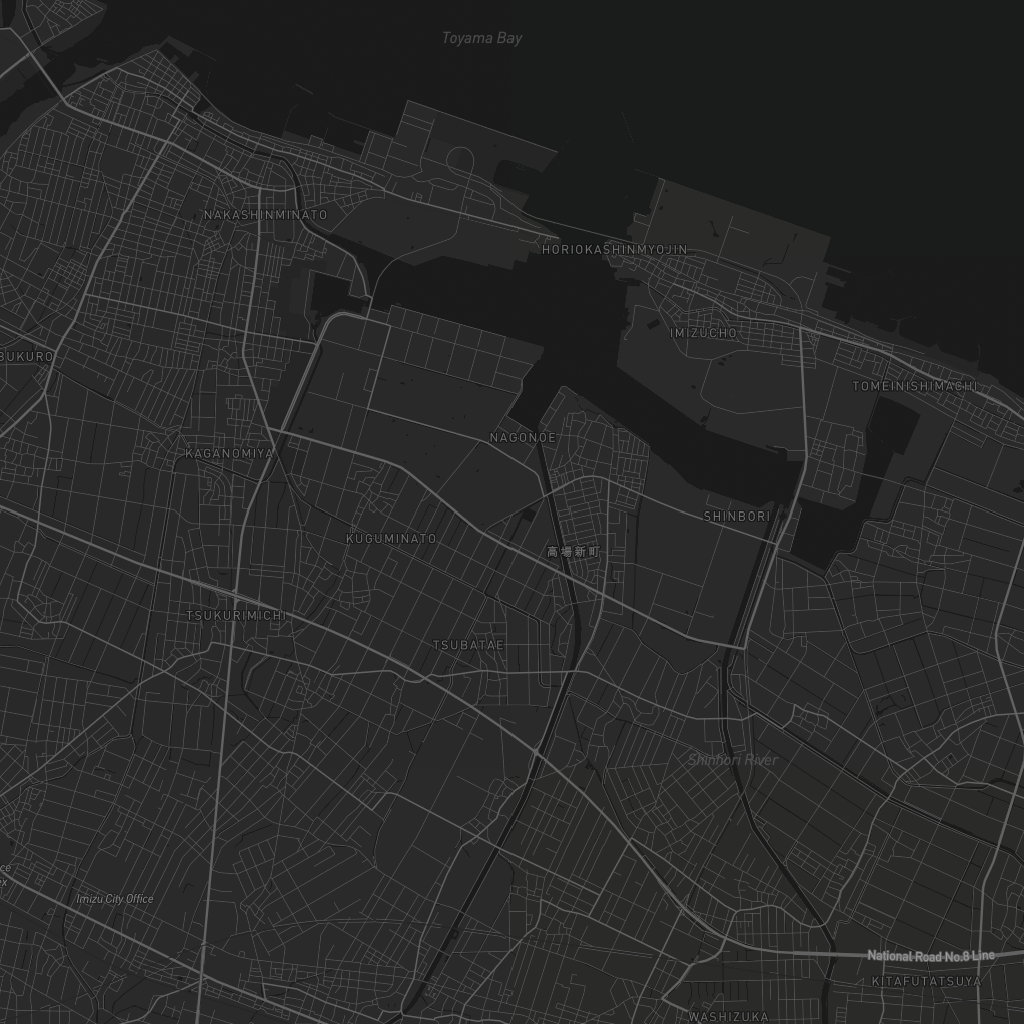 Toyama Bay
NAKASHINMINATO
HORIOKASHINMYOJIN
IMIZUCHO
BUKURO
TOMEINISHIMACHI
NAGONOE
KAGANOMIYA
SHINBORI
KUGUMINATO
高場新町
TSUKURIMICHI
TSUBATAE
Shinhori River
ce
ex
Imizu City Office
National Road No.8 Line
KITAFUTATSUYA
WASHIZUKA